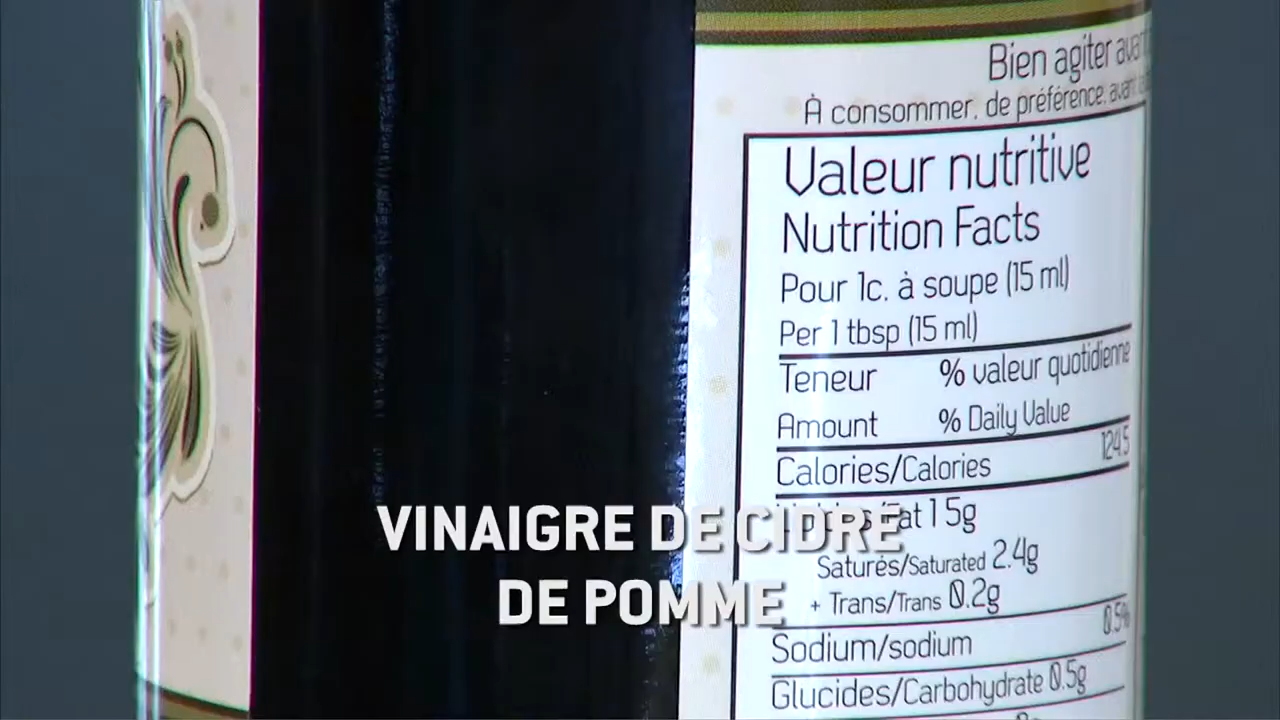 Bien agiter
À consommer, de préférence, avant
Valeur nutritive
Nutrition Facts
Pour 1c. à soupe (15 ml)
Per 1 tbsp (15 ml)
Teneur % valeur quotidienne
Amount % Daily Value
Calories/Calories 124.5
Fat 15g
Saturés/Saturated 2.4g
+ Trans/Trans 0.2g
Sodium/sodium 0.5%
Glucides/Carbohydrate 0.5g
VINAIGRE DE CIDRE
DE POMME